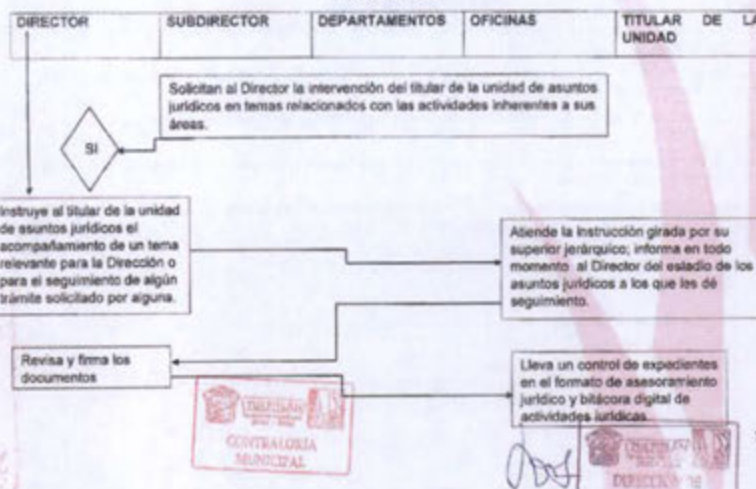 DIRECTOR
SUBDIRECTOR
DEPARTAMENTOS
OFICINAS
TITULAR DE LA
UNIDAD
Solicitan al Director la intervención del titular de la unidad de asuntos
jurídicos en temas relacionados con las actividades inherentes a sus
áreas.
SI
Instruye al titular de la unidad
de asuntos jurídicos el
acompañamiento de un tema
relevante para la Dirección o
para el seguimiento de algún
trámite solicitado por alguna.
Atiende la instrucción girada por su
superior jerárquico; informa en todo
momento al Director del estadio de los
asuntos jurídicos a los que les dé
seguimiento.
Revisa y firma los
documentos
Lleva un control de expedientes
en el formato de asesoramiento
jurídico y bitácora digital de
actividades jurídicas
CONTRALORIA
MUNICIPAL
DIRECCION DE